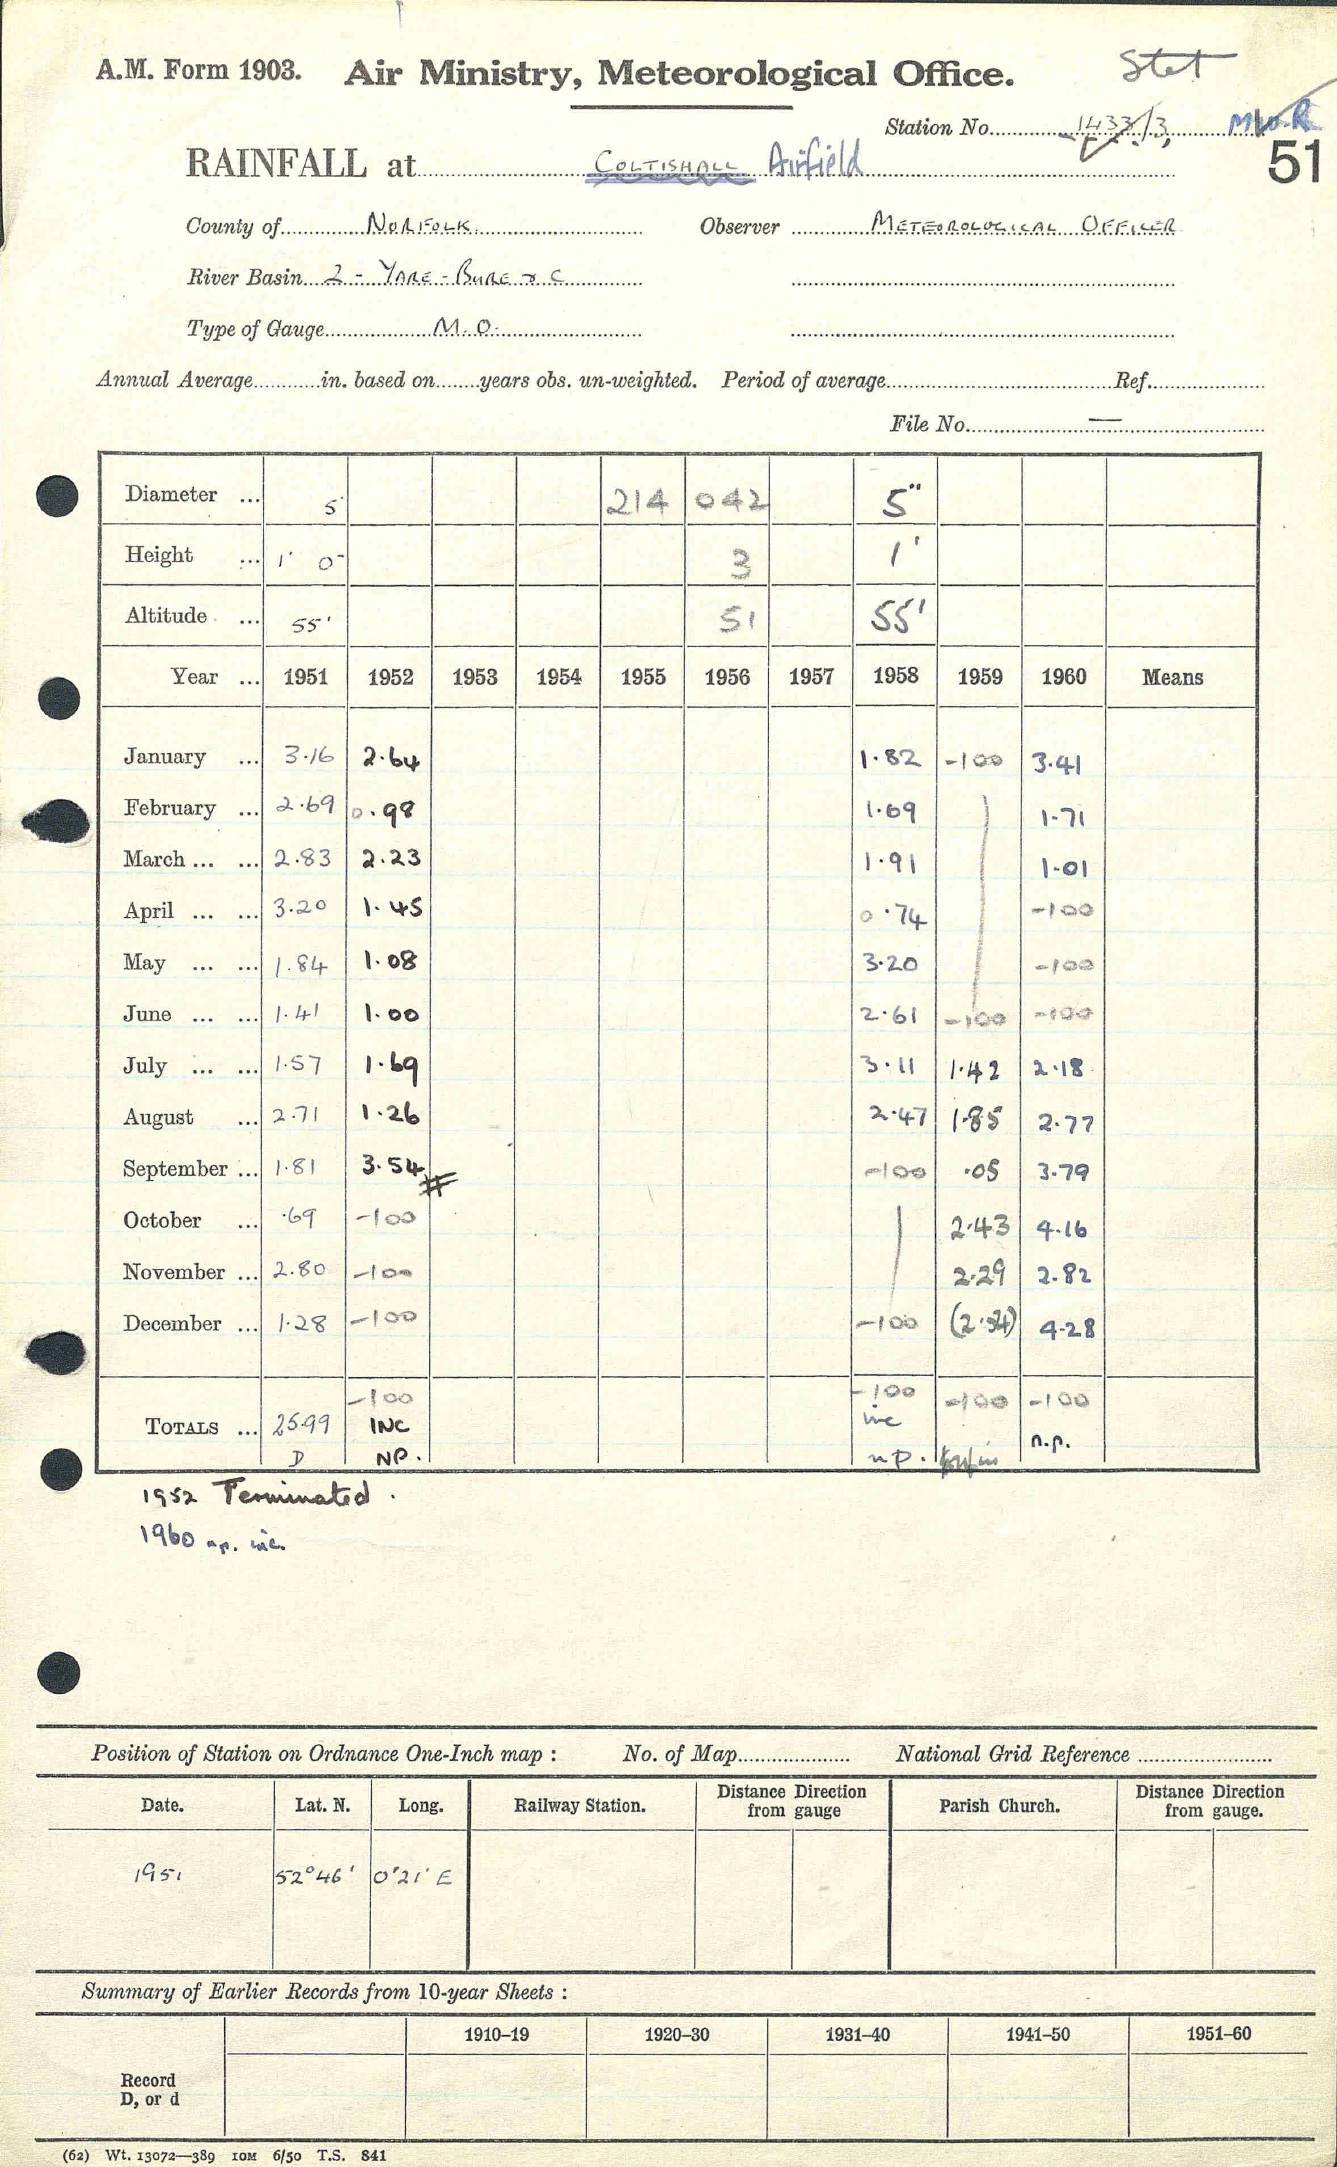 Stet
A.M. Form 1903. Air Ministry, Meteorological Office.
Station No. 1433/3
51
RAINFALL at COLTISHALL Airfield
County of NORFOLK. Observer METEOROLOGICAL OFFICER
River Basin 2 - YARE - BURE & C
Type of Gauge M.O.
Annual Average in. based on years obs. un-weighted. Period of average Ref.
File No. —
Diameter ... 5 214 042 5"
Height ... 1' 0" 3 1'
Altitude ... 55' 51 55'
Year ... 1951 1952 1953 1954 1955 1956 1957 1958 1959 1960 Means
January ... 3.16 2.64 1.82 -100 3.41
February ... 2.69 0.98 1.69 1.71
March ... ... 2.83 2.23 1.91 1.01
April ... ... 3.20 1.45 0.74 -100
May ... ... 1.84 1.08 3.20 -100
June ... ... 1.41 1.00 2.61 -100 -100
July ... ... 1.57 1.69 3.11 1.42 2.18
August ... 2.71 1.26 2.47 1.85 2.77
September ... 1.81 3.54 -100 .05 3.79
October ... .69 -100 2.43 4.16
November ... 2.80 -100 2.29 2.82
December ... 1.28 -100 -100 4.28
-100 -100 -100 -100
TOTALS ... 25.99 INC inc
D NP. n p. n.p.
1952 Terminated.
1960 n.p. inc.
Position of Station on Ordnance One-Inch map : No. of Map National Grid Reference
Date. Lat. N. Long. Railway Station. Distance from Direction gauge Parish Church. Distance from Direction gauge.
1951 52°46' 0'21' E
Summary of Earlier Records from 10-year Sheets :
1910–19 1920–30 1931–40 1941–50 1951–60
Record
D, or d
(62) Wt. 13072—389 10M 6/50 T.S. 841